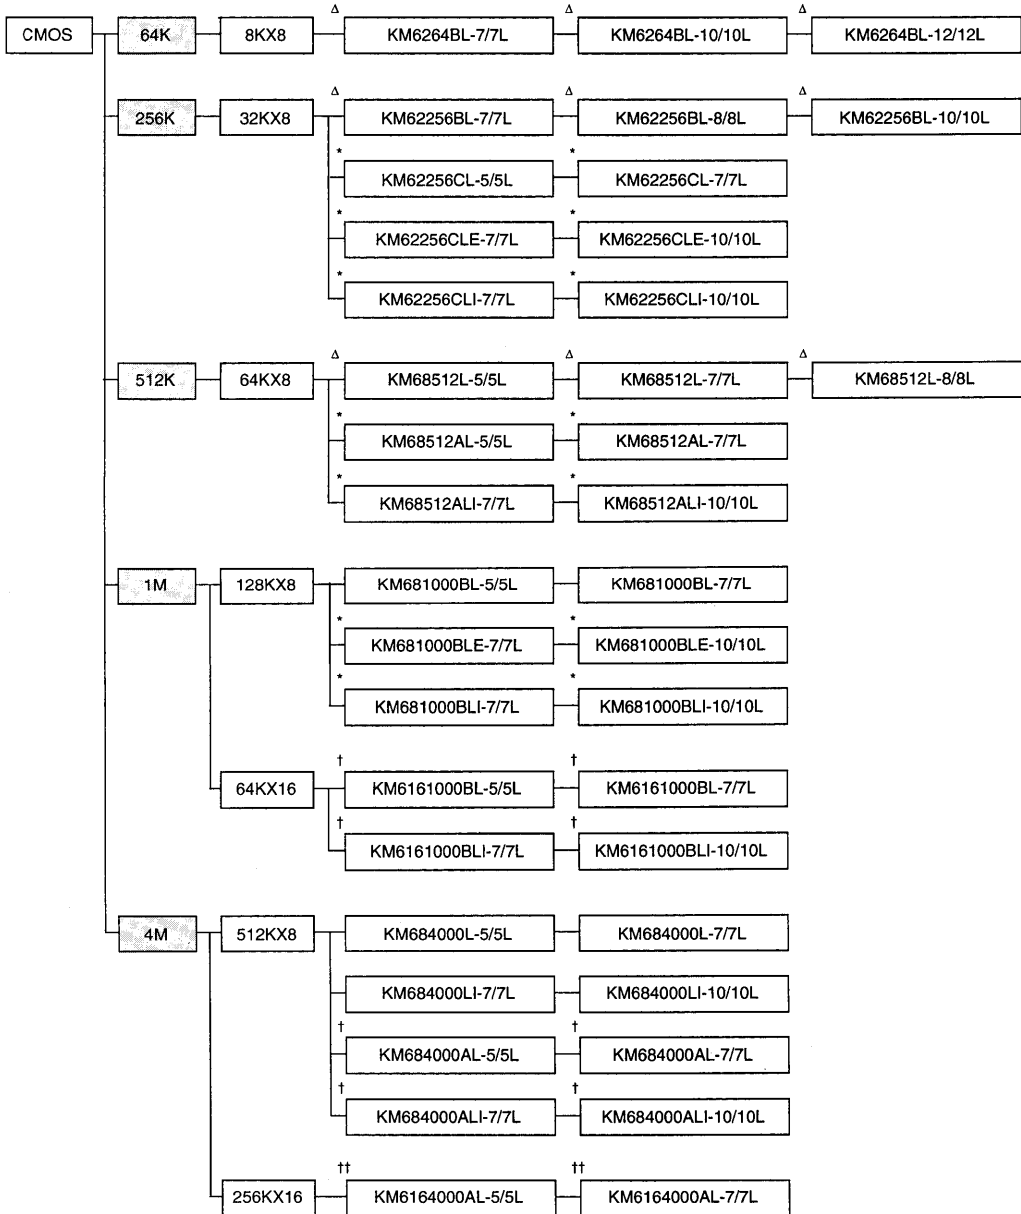 Δ Δ Δ
CMOS 64K 8KX8 KM6264BL-7/7L KM6264BL-10/10L KM6264BL-12/12L
Δ Δ Δ
256K 32KX8 KM62256BL-7/7L KM62256BL-8/8L KM62256BL-10/10L
* *
KM62256CL-5/5L KM62256CL-7/7L
* *
KM62256CLE-7/7L KM62256CLE-10/10L
* *
KM62256CLI-7/7L KM62256CLI-10/10L
Δ Δ Δ
512K 64KX8 KM68512L-5/5L KM68512L-7/7L KM68512L-8/8L
* *
KM68512AL-5/5L KM68512AL-7/7L
* *
KM68512ALI-7/7L KM68512ALI-10/10L
1M 128KX8 KM681000BL-5/5L KM681000BL-7/7L
* *
KM681000BLE-7/7L KM681000BLE-10/10L
* *
KM681000BLI-7/7L KM681000BLI-10/10L
† †
64KX16 KM6161000BL-5/5L KM6161000BL-7/7L
† †
KM6161000BLI-7/7L KM6161000BLI-10/10L
4M 512KX8 KM684000L-5/5L KM684000L-7/7L
KM684000LI-7/7L KM684000LI-10/10L
† †
KM684000AL-5/5L KM684000AL-7/7L
† †
KM684000ALI-7/7L KM684000ALI-10/10L
†† ††
256KX16 KM6164000AL-5/5L KM6164000AL-7/7L